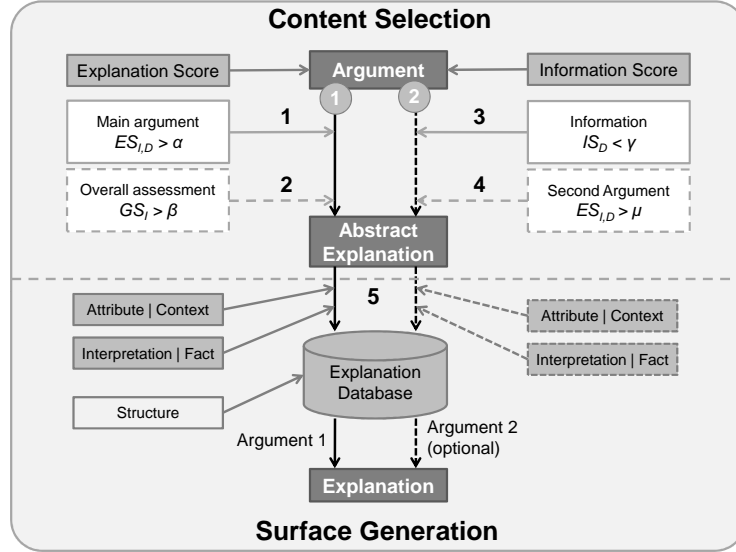 Content Selection
Explanation Score
Argument
Information Score
1
2
Main argument
ES_{I,D} > α
1
3
Information
IS_D < γ
Overall assessment
GS_I > β
2
4
Second Argument
ES_{I,D} > μ
Abstract
Explanation
Attribute | Context
5
Attribute | Context
Interpretation | Fact
Interpretation | Fact
Explanation
Database
Structure
Argument 1
Argument 2
(optional)
Explanation
Surface Generation